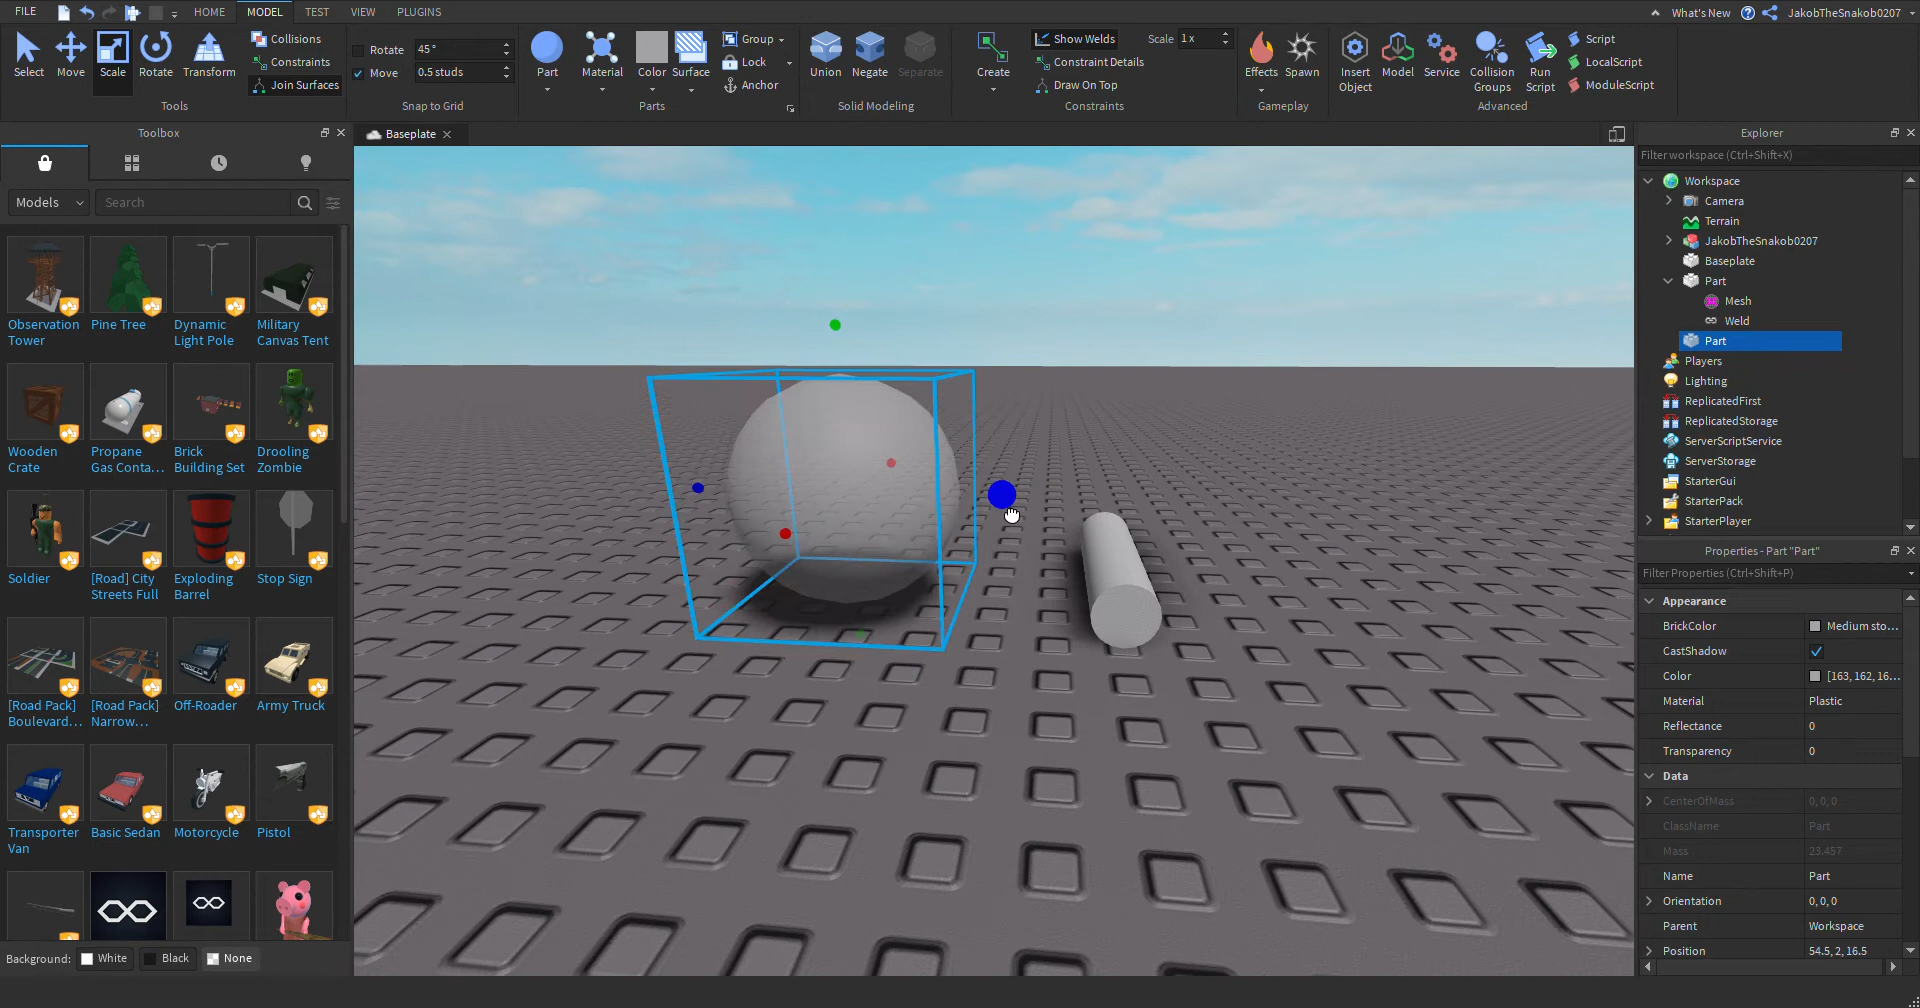 FILE
HOME
MODEL
TEST
VIEW
PLUGINS
What's New
JakobTheSnakob0207
Select
Move
Scale
Rotate
Transform
Collisions
Constraints
Join Surfaces
Tools
Rotate
45°
Move
0.5 studs
Snap to Grid
Part
Material
Color
Surface
Group
Lock
Anchor
Parts
Union
Negate
Separate
Solid Modeling
Create
Show Welds
Constraint Details
Draw On Top
Scale
1 x
Constraints
Effects
Spawn
Gameplay
Insert
Object
Model
Service
Collision
Groups
Run
Script
Script
LocalScript
ModuleScript
Advanced
Toolbox
Models
Search
Observation
Tower
Pine Tree
Dynamic
Light Pole
Military
Canvas Tent
Wooden
Crate
Propane
Gas Conta...
Brick
Building Set
Drooling
Zombie
Soldier
[Road] City
Streets Full
Exploding
Barrel
Stop Sign
[Road Pack]
Boulevard...
[Road Pack]
Narrow...
Off-Roader
Army Truck
Transporter
Van
Basic Sedan
Motorcycle
Pistol
Background:
White
Black
None
Baseplate
Explorer
Filter workspace (Ctrl+Shift+X)
Workspace
Camera
Terrain
JakobTheSnakob0207
Baseplate
Part
Mesh
Weld
Part
Players
Lighting
ReplicatedFirst
ReplicatedStorage
ServerScriptService
ServerStorage
StarterGui
StarterPack
StarterPlayer
Properties - Part "Part"
Filter Properties (Ctrl+Shift+P)
Appearance
BrickColor Medium sto...
CastShadow
Color [163, 162, 16...
Material Plastic
Reflectance 0
Transparency 0
Data
CenterOfMass 0, 0, 0
ClassName Part
Mass 23.457
Name Part
Orientation 0, 0, 0
Parent Workspace
Position 54.5, 2, 16.5